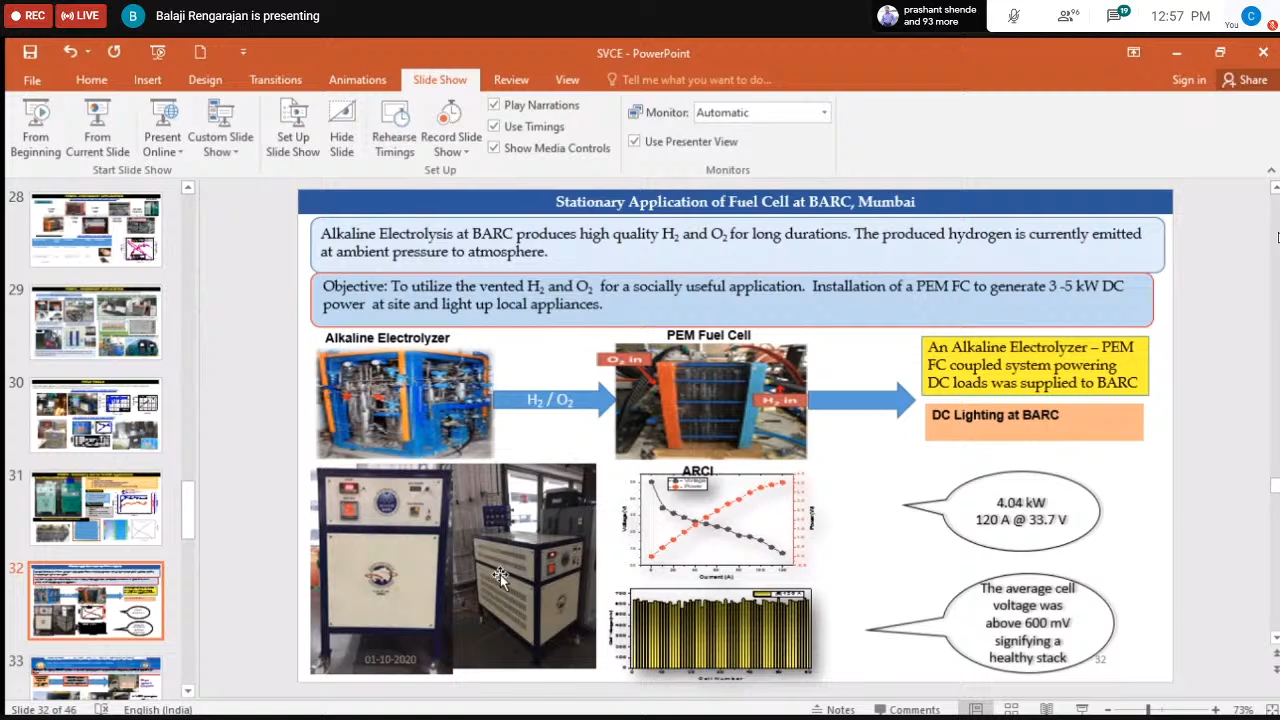 REC
LIVE
B
Balaji Rengarajan is presenting
prashant shende
and 93 more
96
19
12:57 PM
You
C
SVCE - PowerPoint
File
Home
Insert
Design
Transitions
Animations
Slide Show
Review
View
Tell me what you want to do...
Sign in
Share
From
Beginning
From
Current Slide
Present
Online
Custom Slide
Show
Set Up
Slide Show
Hide
Slide
Rehearse
Timings
Record Slide
Show
Play Narrations
Use Timings
Show Media Controls
Monitor:
Automatic
Use Presenter View
Start Slide Show
Set Up
Monitors
28
29
30
31
32
33
Stationary Application of Fuel Cell at BARC, Mumbai
Alkaline Electrolysis at BARC produces high quality H₂ and O₂ for long durations. The produced hydrogen is currently emitted
at ambient pressure to atmosphere.
Objective: To utilize the vented H₂ and O₂ for a socially useful application. Installation of a PEM FC to generate 3 -5 kW DC
power at site and light up local appliances.
Alkaline Electrolyzer
PEM Fuel Cell
O₂ in
H₂ in
H₂ / O₂
An Alkaline Electrolyzer – PEM
FC coupled system powering
DC loads was supplied to BARC
DC Lighting at BARC
ARCI
Voltage(V)
Power
Current (A)
4.04 kW
120 A @ 33.7 V
Cell Number
The average cell
voltage was
above 600 mV
signifying a
healthy stack
01-10-2020
32
Slide 32 of 46
English (India)
Notes
Comments
73%